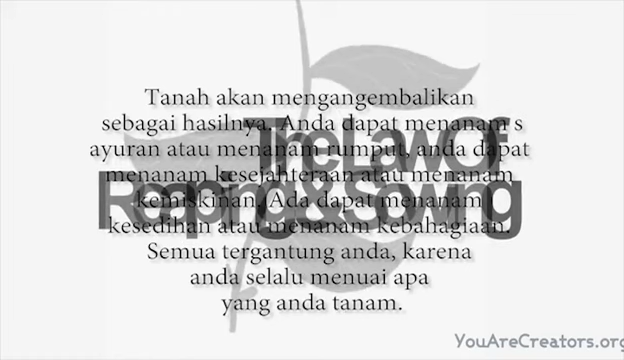 Tanah akan mengangembalikan
sebagai hasilnya. Anda dapat menanam s
ayuran atau menanam rumput, anda dapat
menanam kesejahteraan atau menanam
kemiskinan. Ada dapat menanam
kesedihan atau menanam kebahagiaan.
Semua tergantung anda, karena
anda selalu menuai apa
yang anda tanam.
The Law Of
Reaping & Sowing
YouAreCreators.org